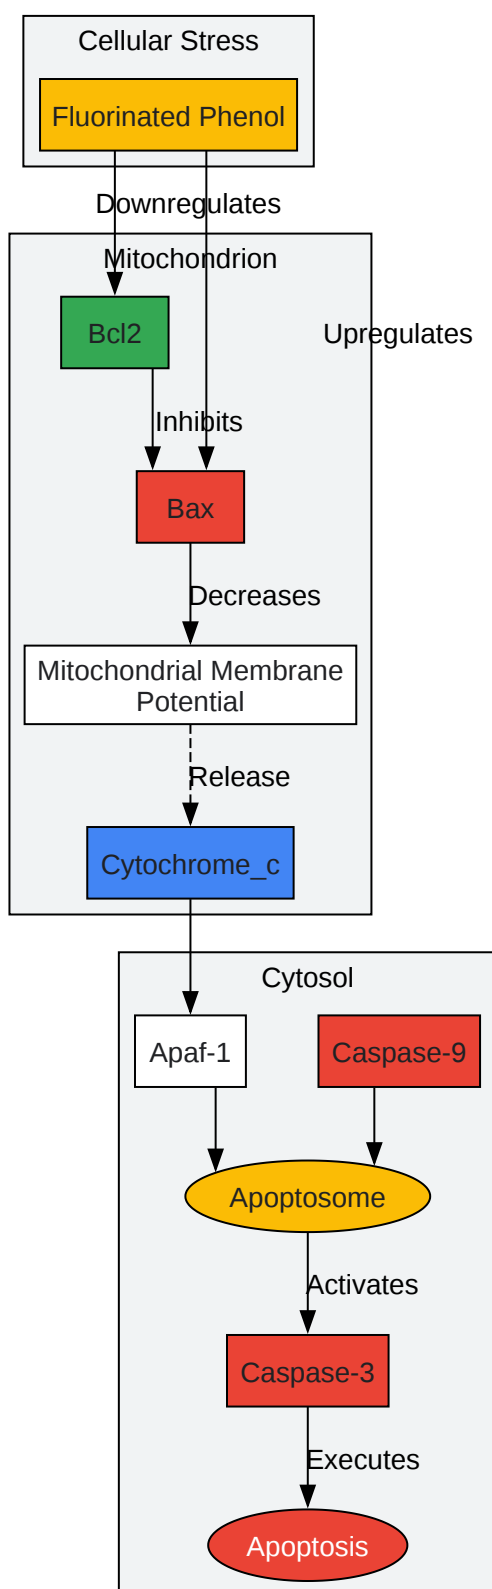 Cellular Stress
Fluorinated Phenol
Downregulates
Mitochondrion
Bcl2
Upregulates
Inhibits
Bax
Decreases
Mitochondrial Membrane
Potential
Release
Cytochrome_c
Cytosol
Apaf-1
Caspase-9
Apoptosome
Activates
Caspase-3
Executes
Apoptosis